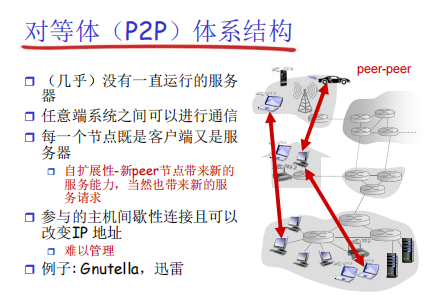 对等体（P2P）体系结构
peer-peer
（几乎）没有一直运行的服务
器
任意端系统之间可以进行通信
每一个节点既是客户端又是服
务器
自扩展性-新peer节点带来新的
服务能力，当然也带来新的服
务请求
参与的主机间歇性连接且可以
改变IP 地址
难以管理
例子: Gnutella，迅雷